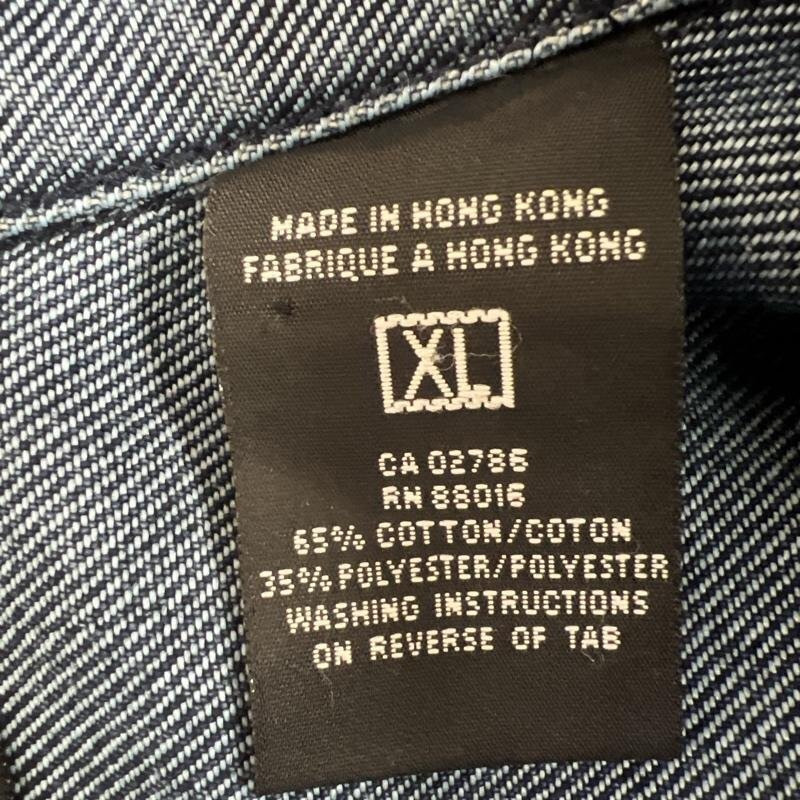 MADE IN HONG KONG
FABRIQUE A HONG KONG
XL
CA 02786
RN 88016
65% COTTON/COTON
35% POLYESTER/POLYESTER
WASHING INSTRUCTIONS
ON REVERSE OF TAB